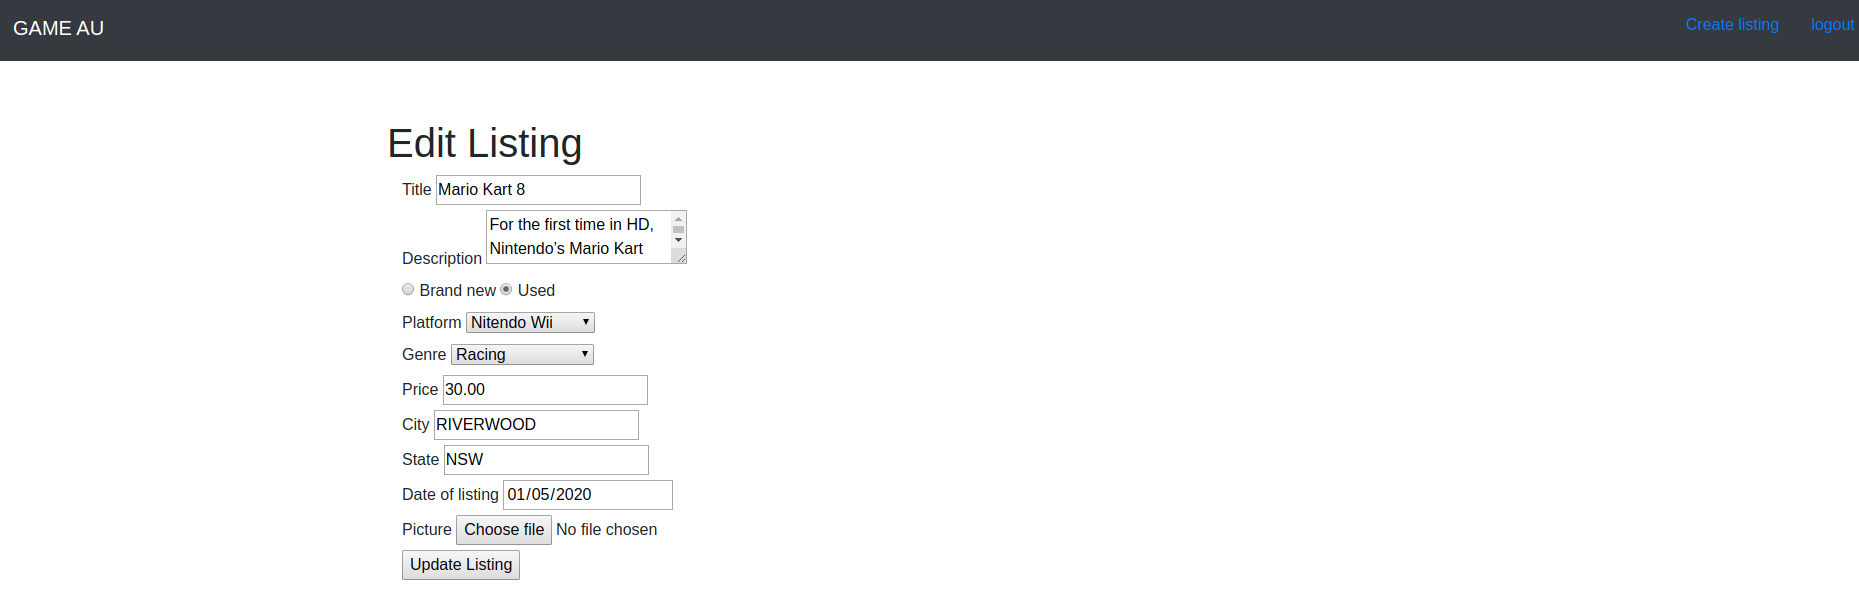 GAME AU
Create listing logout
Edit Listing
Title Mario Kart 8
For the first time in HD,
Nintendo's Mario Kart
Description
Brand new Used
Platform Nitendo Wii
Genre Racing
Price 30.00
City RIVERWOOD
State NSW
Date of listing 01/05/2020
Picture Choose file No file chosen
Update Listing